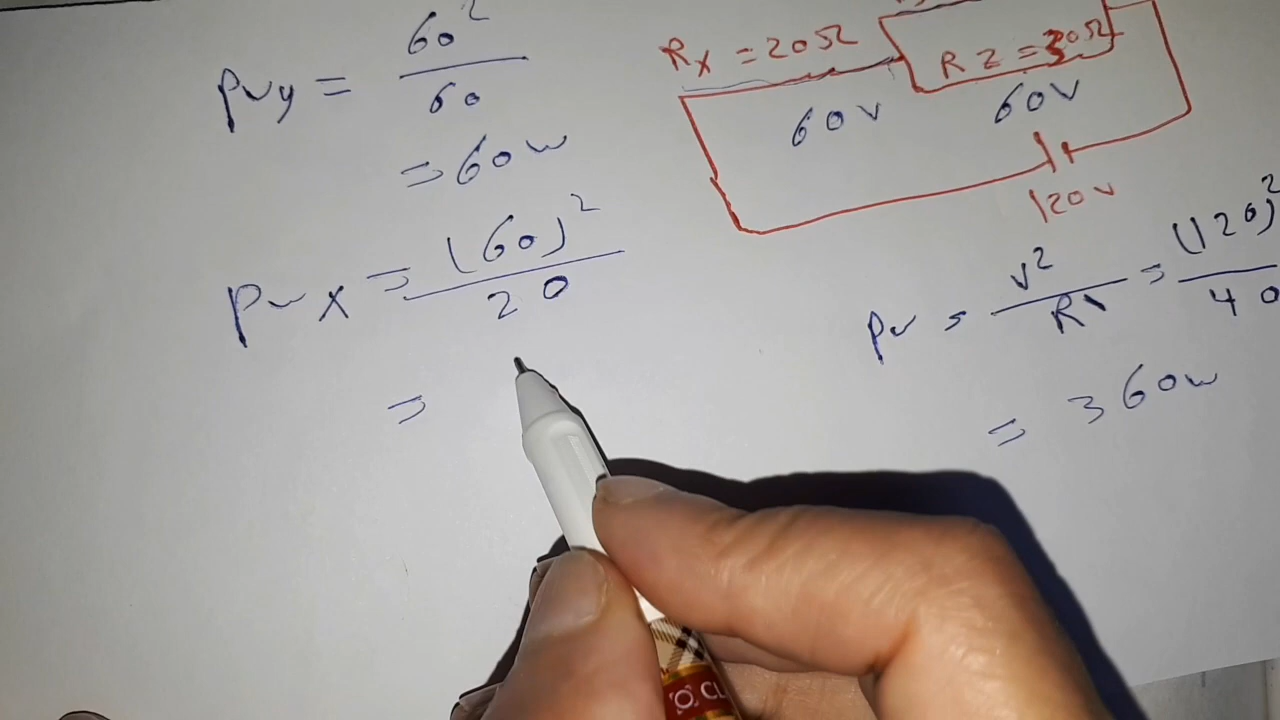 Pwy = 60² / 60
= 60w
Pwx = (60)² / 20
=
Rx = 20Ω
RZ = 30Ω
60V
60V
120V
Pw = V² / R = (120)² / 40
= 360w
CL